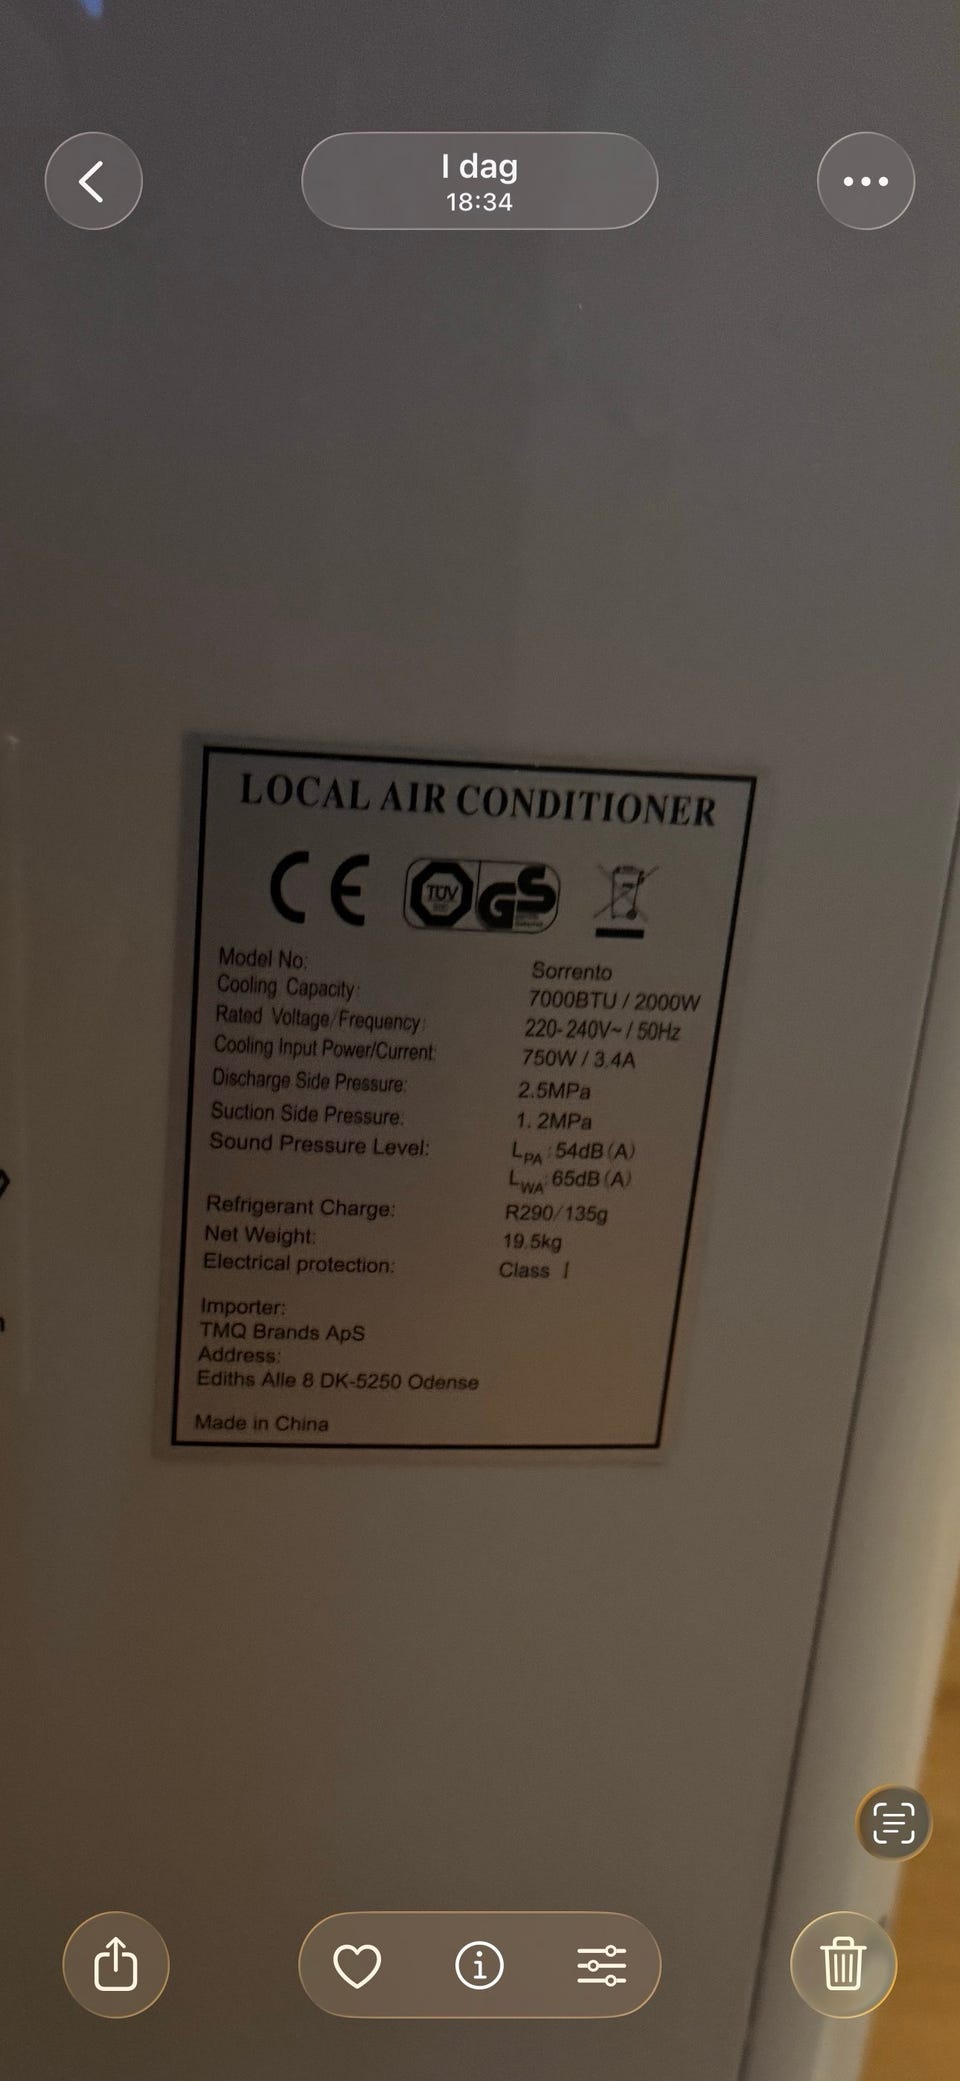 I dag
18:34
LOCAL AIR CONDITIONER
CE TÜV GS
Model No: Sorrento
Cooling Capacity: 7000BTU / 2000W
Rated Voltage/Frequency: 220-240V~ / 50Hz
Cooling Input Power/Current: 750W / 3.4A
Discharge Side Pressure: 2.5MPa
Suction Side Pressure: 1.2MPa
Sound Pressure Level: LPA: 54dB(A)
LWA: 65dB(A)
Refrigerant Charge: R290/135g
Net Weight: 19.5kg
Electrical protection: Class I
Importer:
TMQ Brands ApS
Address:
Ediths Alle 8 DK-5250 Odense
Made in China